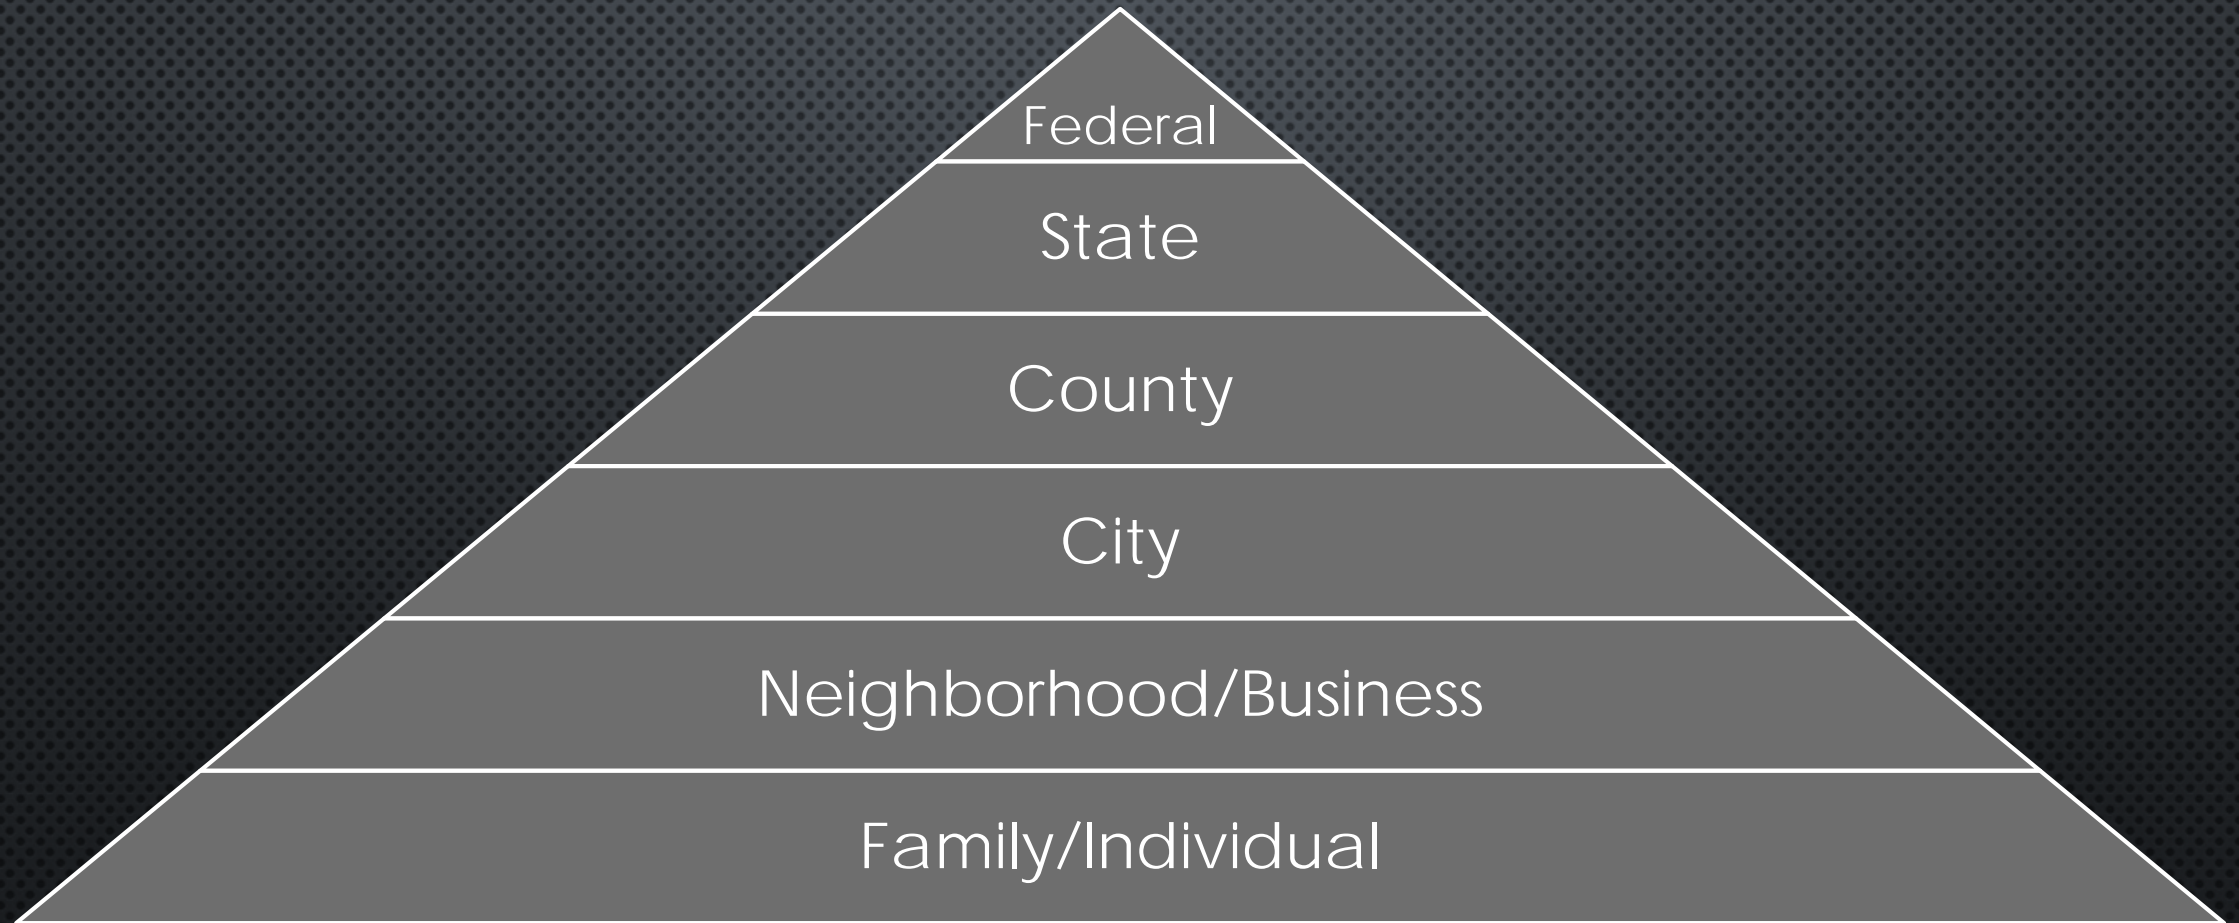 Federal
State
County
City
Neighborhood/Business
Family/Individual